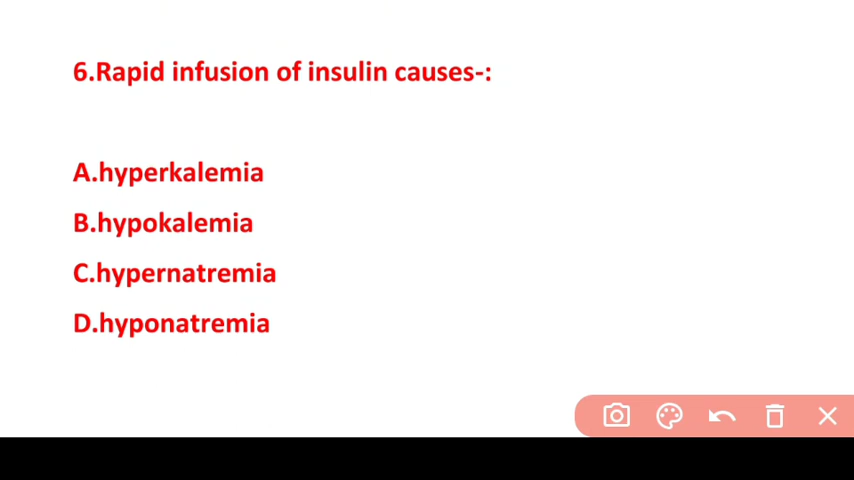 6.Rapid infusion of insulin causes-:
A.hyperkalemia
B.hypokalemia
C.hypernatremia
D.hyponatremia